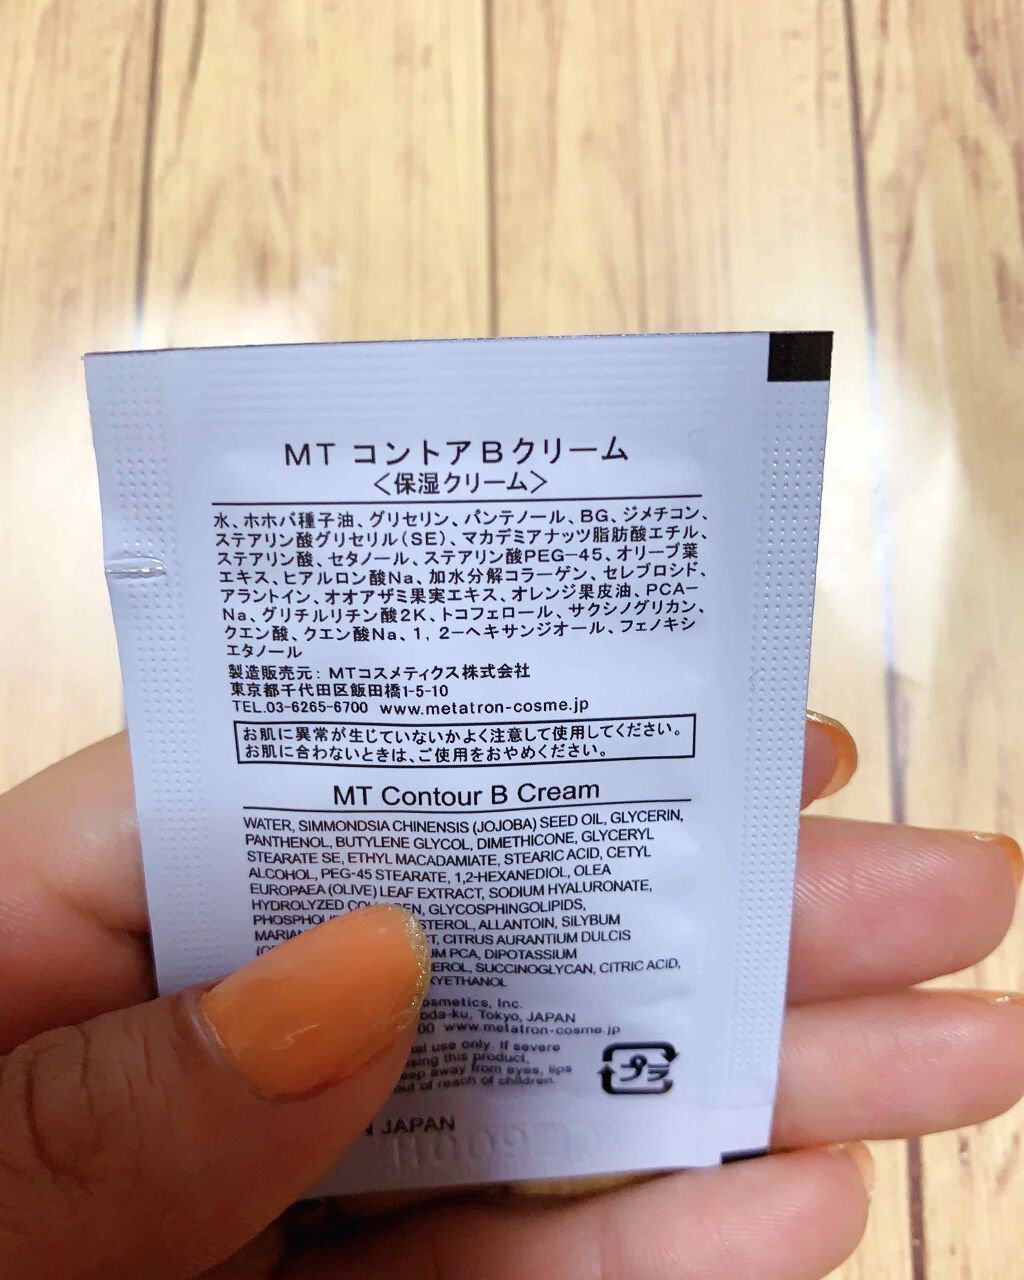 MT コントアBクリーム
<保湿クリーム>
水、ホホバ種子油、グリセリン、パンテノール、BG、ジメチコン、
ステアリン酸グリセリル(SE)、マカデミアナッツ脂肪酸エチル、
ステアリン酸、セタノール、ステアリン酸PEG-45、オリーブ葉
エキス、ヒアルロン酸Na、加水分解コラーゲン、セレブロシド、
アラントイン、オオアザミ果実エキス、オレンジ果皮油、PCA-
Na、グリチルリチン酸2K、トコフェロール、サクシノグリカン、
クエン酸、クエン酸Na、1, 2-ヘキサンジオール、フェノキシ
エタノール
製造販売元: MTコスメティクス株式会社
東京都千代田区飯田橋1-5-10
TEL.03-6265-6700 www.metatron-cosme.jp
お肌に異常が生じていないかよく注意して使用してください。
お肌に合わないときは、ご使用をおやめください。
MT Contour B Cream
WATER, SIMMONDSIA CHINENSIS (JOJOBA) SEED OIL, GLYCERIN,
PANTHENOL, BUTYLENE GLYCOL, DIMETHICONE, GLYCERYL
STEARATE SE, ETHYL MACADAMIATE, STEARIC ACID, CETYL
ALCOHOL, PEG-45 STEARATE, 1,2-HEXANEDIOL, OLEA
EUROPAEA (OLIVE) LEAF EXTRACT, SODIUM HYALURONATE,
HYDROLYZED GLYCOSPHINGOLIPIDS,
ALLANTOIN, SILYBUM
CITRUS AURANTIUM DULCIS
PCA, DIPOTASSIUM
SUCCINOGLYCAN, CITRIC ACID,
Inc.
Tokyo, JAPAN
www.metatron-cosme.jp
use only. If severe
this product,
away from eyes, lips
out of reach of children.
プラ
JAPAN